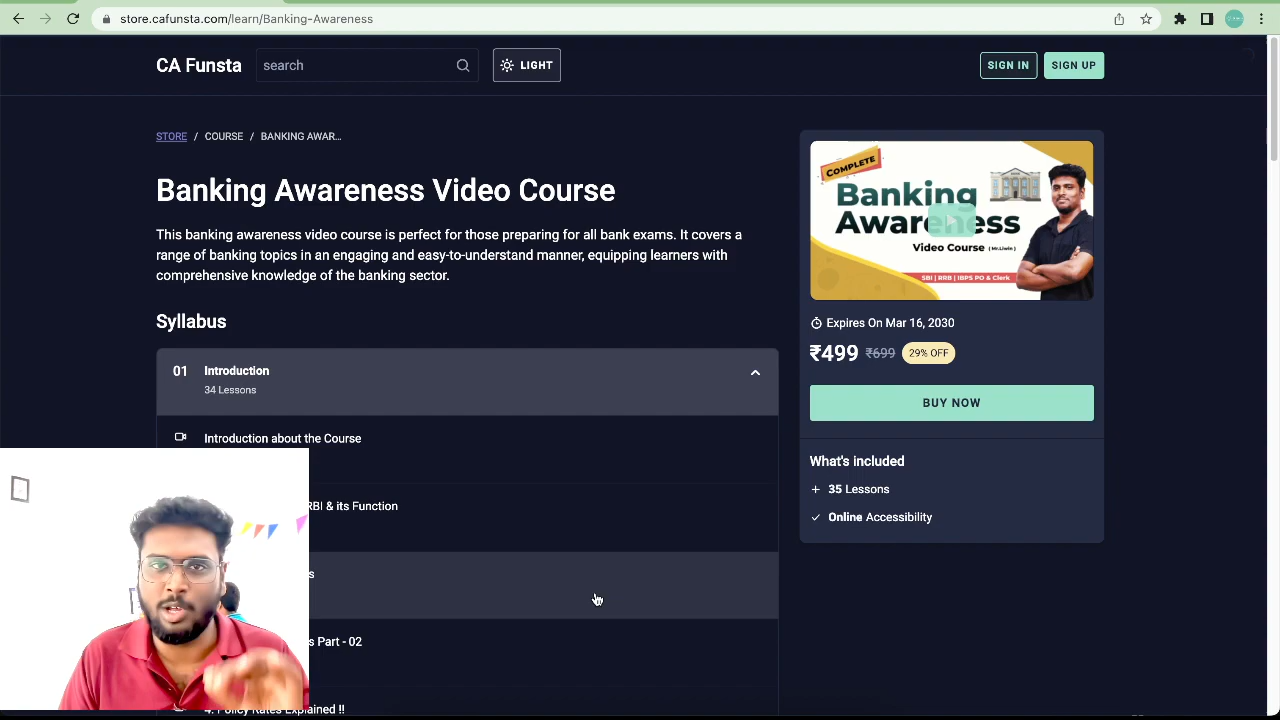 store.cafunsta.com/learn/Banking-Awareness
CA Funsta
search
LIGHT
SIGN IN
SIGN UP
STORE / COURSE / BANKING AWAR...
Banking Awareness Video Course
This banking awareness video course is perfect for those preparing for all bank exams. It covers a
range of banking topics in an engaging and easy-to-understand manner, equipping learners with
comprehensive knowledge of the banking sector.
Syllabus
01 Introduction
34 Lessons
Introduction about the Course
RBI & its Function
s
s Part - 02
4. Policy Rates Explained !!
COMPLETE
Banking
Awareness
Video Course ( Mr.Liwin )
SBI | RRB | IBPS PO & Clerk
Expires On Mar 16, 2030
₹499 ₹699 29% OFF
BUY NOW
What's included
35 Lessons
Online Accessibility